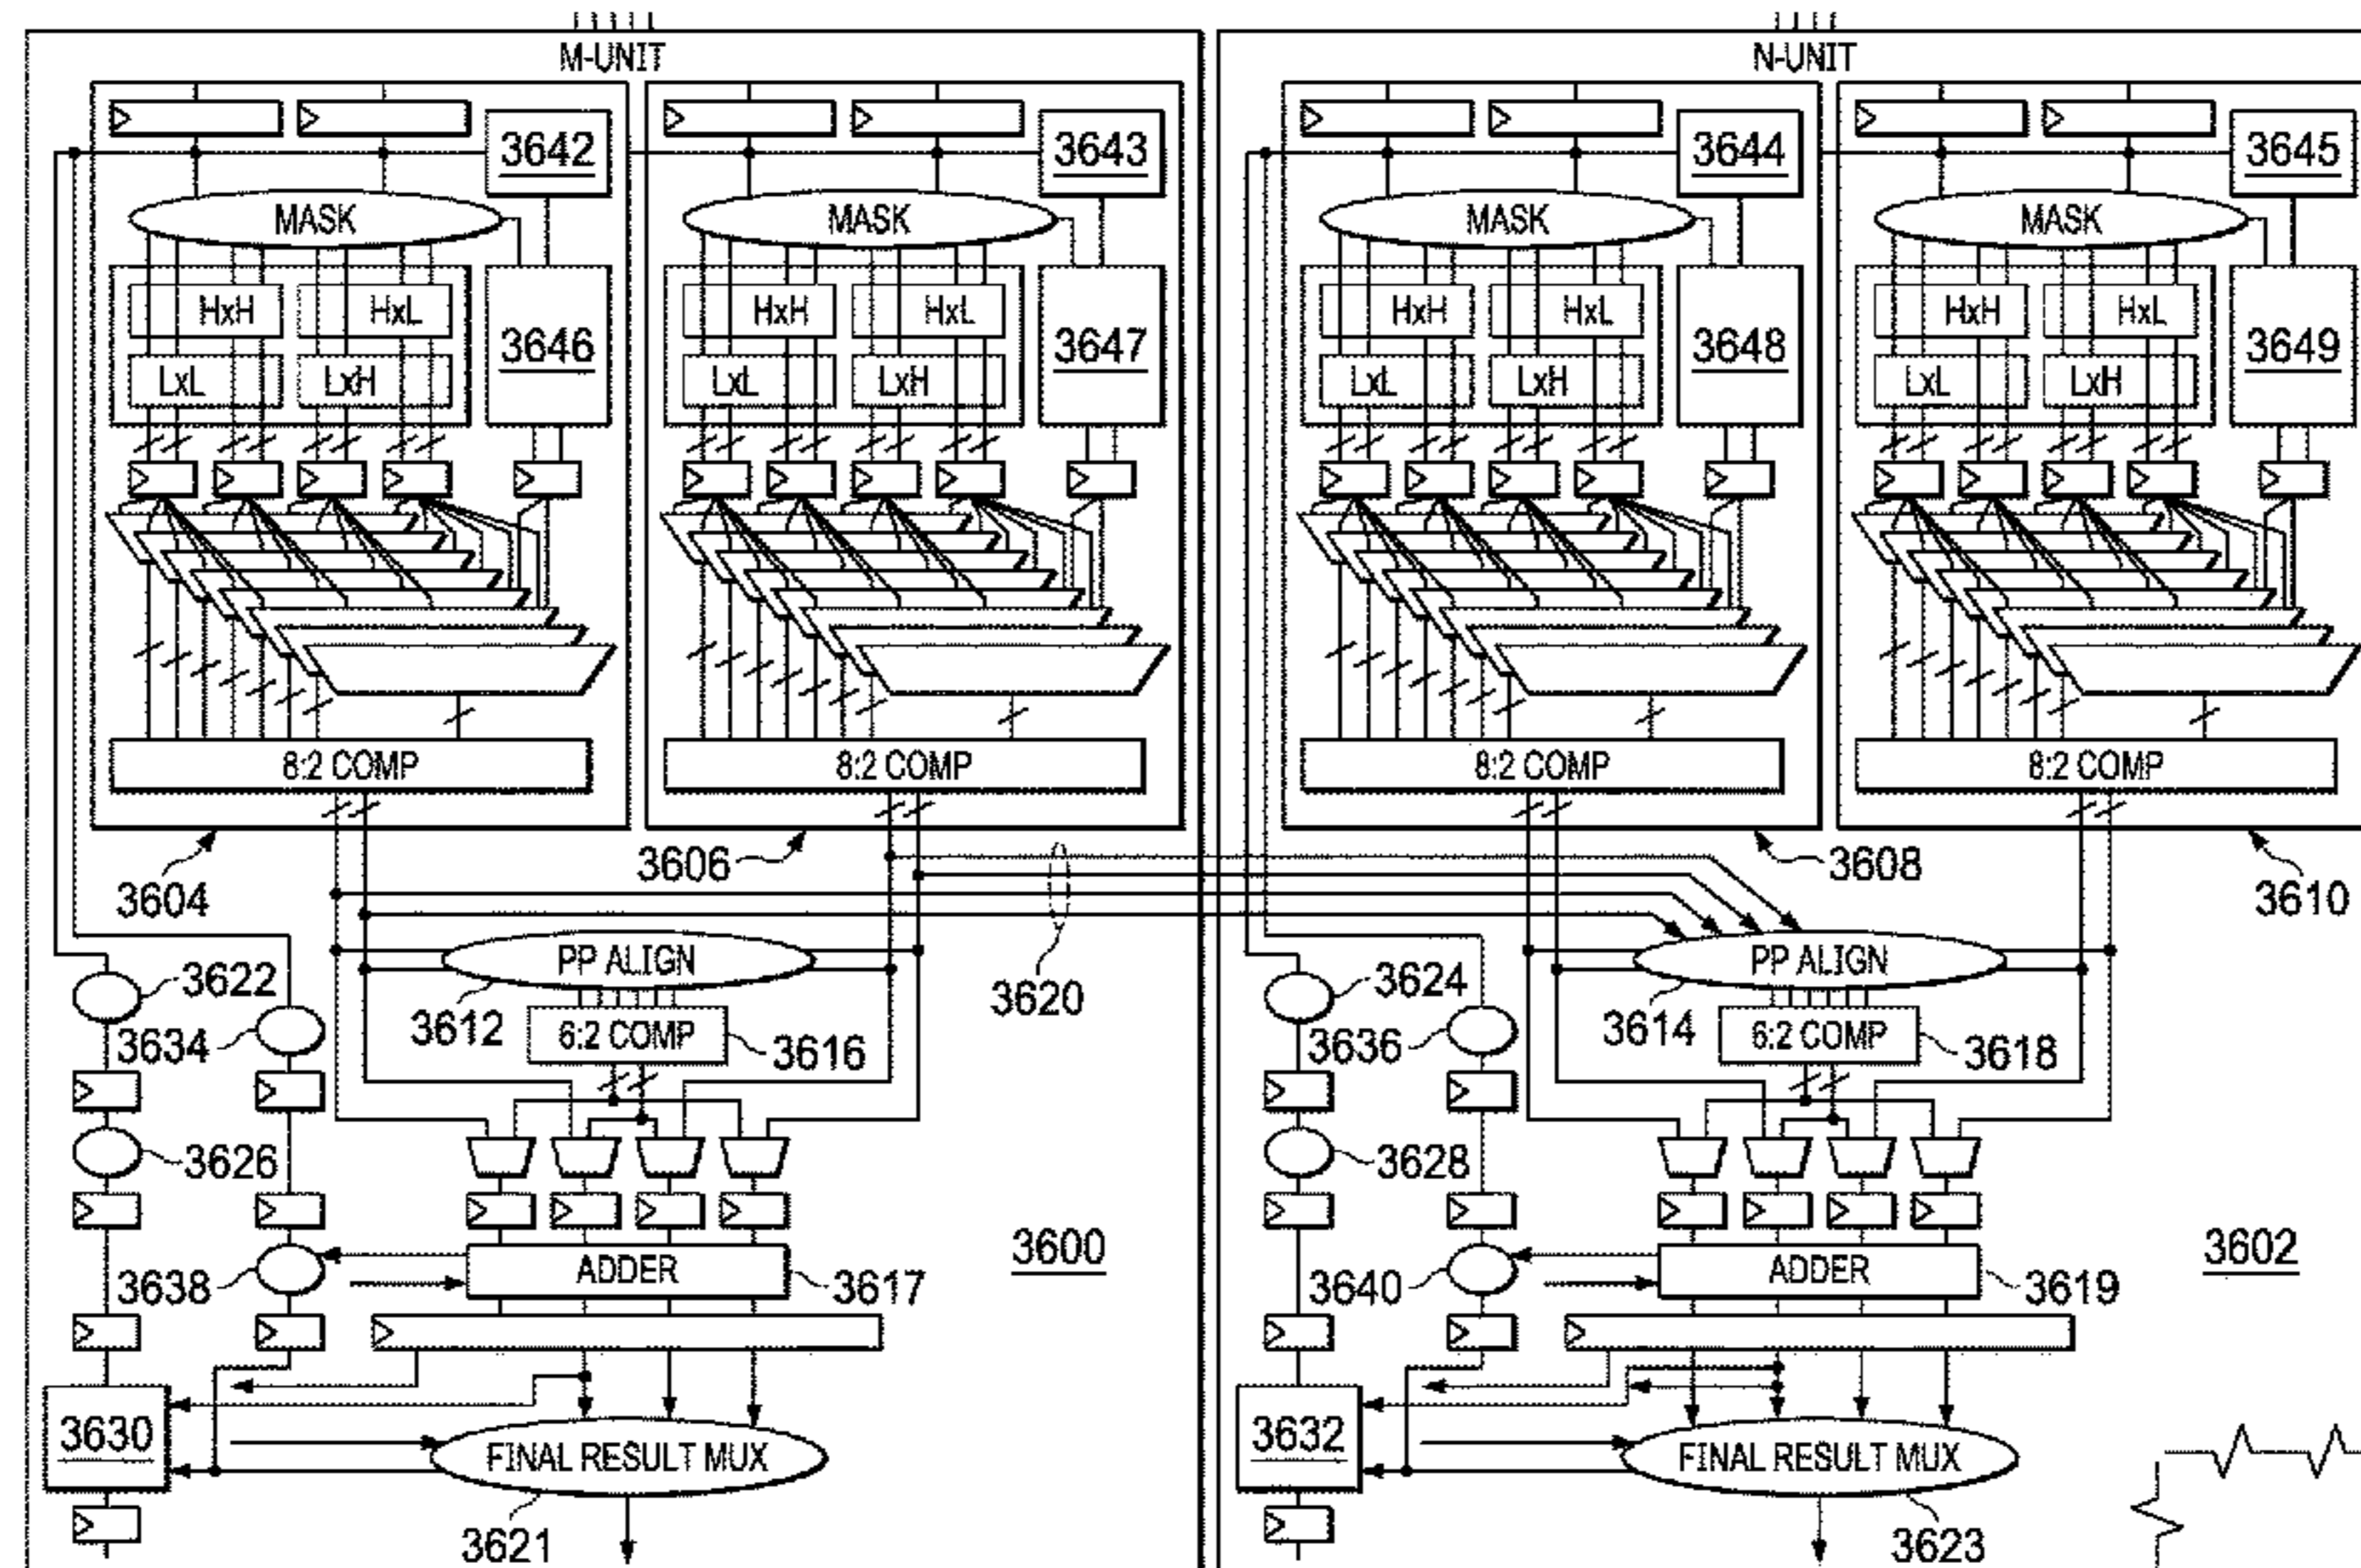 M-UNIT
N-UNIT
3642
3643
3644
3645
MASK
MASK
MASK
MASK
HxH
HxL
HxH
HxL
HxH
HxL
HxH
HxL
3646
3647
3648
3649
LxL
LxH
LxL
LxH
LxL
LxH
LxL
LxH
8:2 COMP
8:2 COMP
8:2 COMP
8:2 COMP
3604
3606
3608
3610
PP ALIGN
PP ALIGN
3622
3620
3624
3612
3614
3634
6:2 COMP
3616
3636
6:2 COMP
3618
3626
3628
3600
3602
3638
ADDER
3617
3640
ADDER
3619
3630
FINAL RESULT MUX
3632
FINAL RESULT MUX
3621
3623